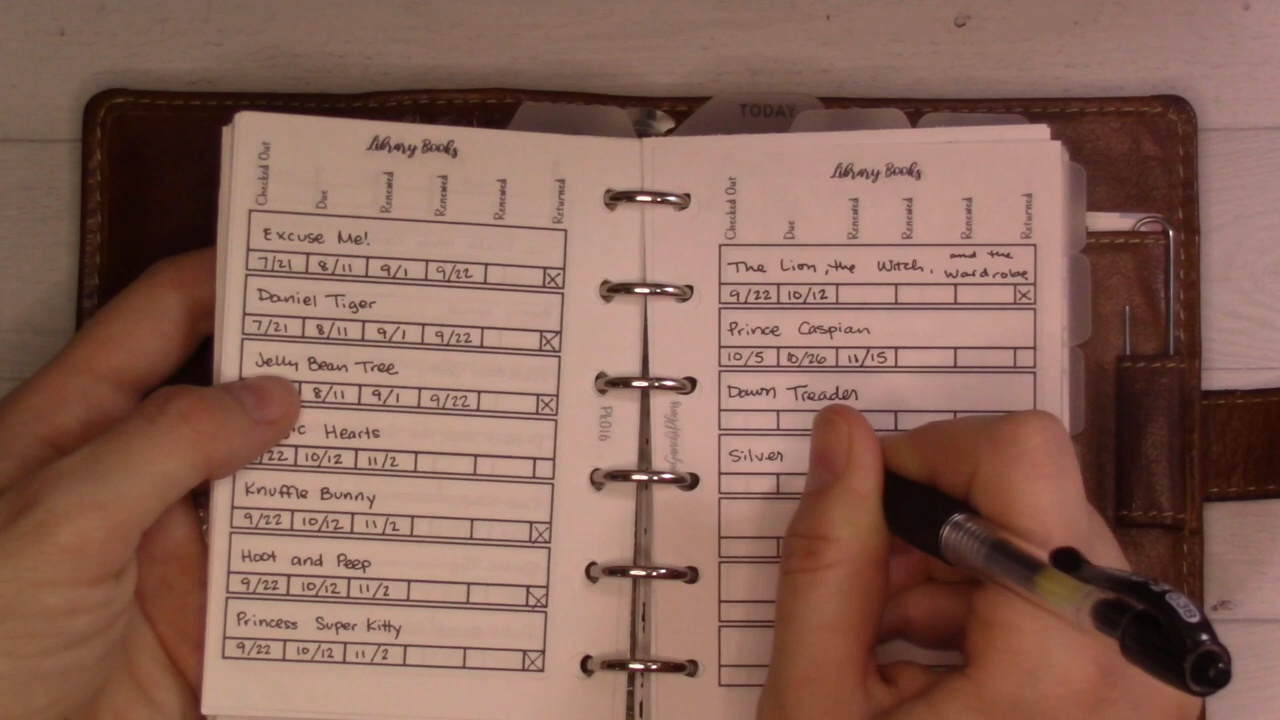 TODAY
Library Books
Checked Out
Due
Renewed
Renewed
Renewed
Returned
Excuse Me!
7/21 8/11 9/1 9/22
Daniel Tiger
7/21 8/11 9/1 9/22
Jelly Bean Tree
8/11 9/1 9/22
Hearts
10/12 11/2
Knuffle Bunny
9/22 10/12 11/2
Hoot and Peep
9/22 10/12 11/2
Princess Super Kitty
9/22 10/12 11/2
PK016
Library Books
Checked Out
Due
Renewed
Renewed
Renewed
Returned
The Lion, the Witch, and the Wardrobe
9/22 10/12
Prince Caspian
10/5 10/26 11/15
Dawn Treader
Silver